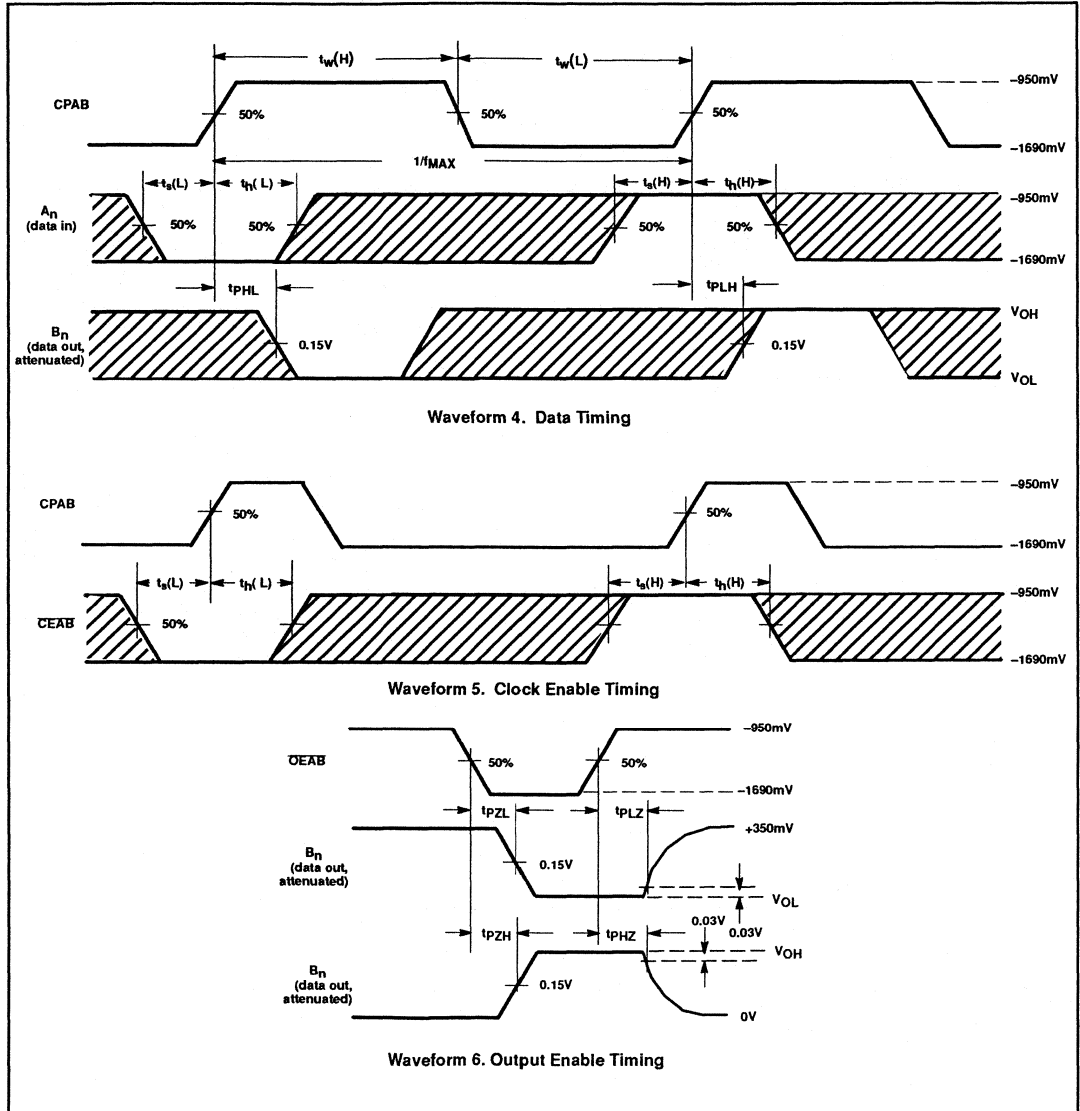 tw(H) tw(L)
CPAB 50% 50% 50% –950mV
–1690mV
1/fMAX
ts(L) th(L) ts(H) th(H)
An
(data in) 50% 50% 50% 50% –950mV
–1690mV
tPHL tPLH
Bn
(data out,
attenuated) 0.15V 0.15V VOH
VOL
Waveform 4. Data Timing
CPAB 50% 50% –950mV
–1690mV
ts(L) th(L) ts(H) th(H)
CEAB 50% –950mV
–1690mV
Waveform 5. Clock Enable Timing
OEAB 50% 50% –950mV
–1690mV
tPZL tPLZ
Bn
(data out,
attenuated) 0.15V +350mV
VOL
0.03V 0.03V
tPZH tPHZ
VOH
Bn
(data out,
attenuated) 0.15V
0V
Waveform 6. Output Enable Timing